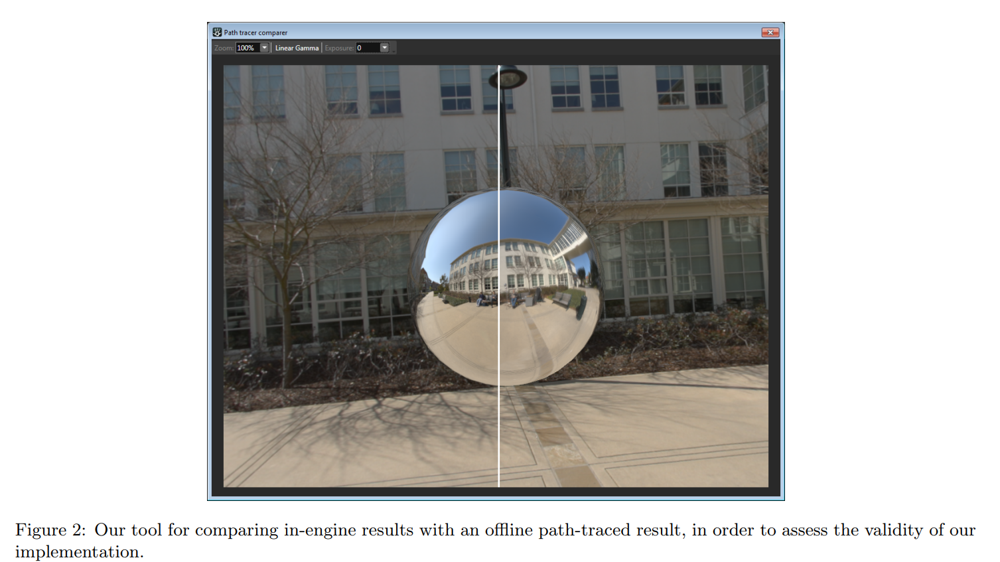 Path tracer comparer
Zoom: 100% Linear Gamma Exposure: 0
Figure 2: Our tool for comparing in-engine results with an offline path-traced result, in order to assess the validity of our
implementation.